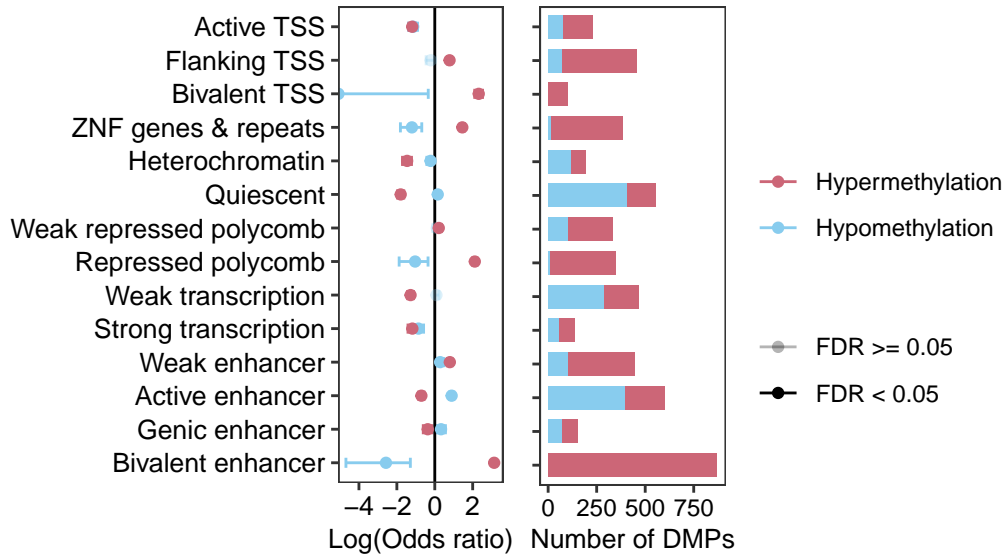 Active TSS
Flanking TSS
Bivalent TSS
ZNF genes & repeats
Heterochromatin
Quiescent
Weak repressed polycomb
Repressed polycomb
Weak transcription
Strong transcription
Weak enhancer
Active enhancer
Genic enhancer
Bivalent enhancer
−4 −2 0 2
Log(Odds ratio)
0 250 500 750
Number of DMPs
Hypermethylation
Hypomethylation
FDR >= 0.05
FDR < 0.05